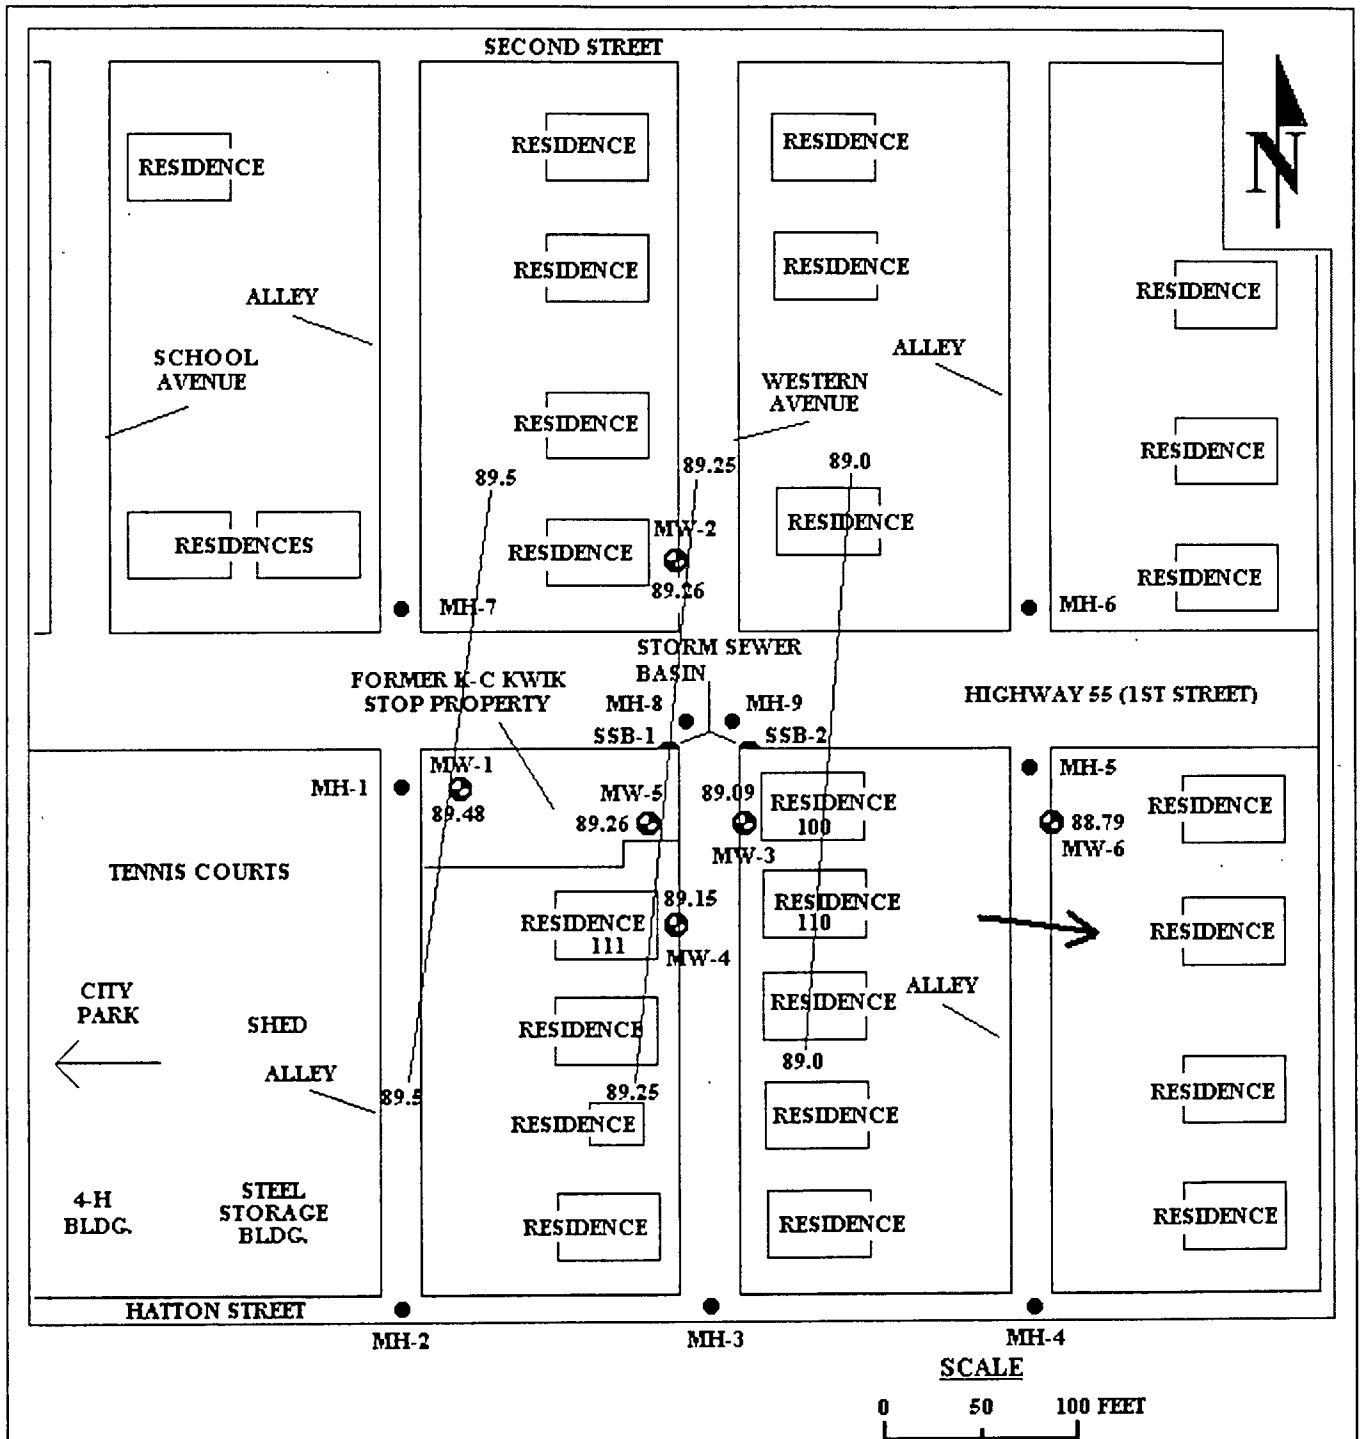 SECOND STREET
N
RESIDENCE
RESIDENCE
RESIDENCE
RESIDENCE
RESIDENCE
RESIDENCE
ALLEY
SCHOOL
AVENUE
ALLEY
WESTERN
AVENUE
RESIDENCE
RESIDENCE
89.5
89.25
89.0
RESIDENCES
RESIDENCE
MW-2
89.26
RESIDENCE
RESIDENCE
MH-7
MH-6
STORM SEWER
BASIN
FORMER K-C KWIK
STOP PROPERTY
HIGHWAY 55 (1ST STREET)
MH-8
MH-9
SSB-1
SSB-2
MH-1
MW-1
89.48
MW-5
89.26
89.09
MW-3
RESIDENCE
100
MH-5
88.79
MW-6
RESIDENCE
TENNIS COURTS
RESIDENCE
111
89.15
MW-4
RESIDENCE
110
RESIDENCE
CITY
PARK
SHED
ALLEY
89.5
RESIDENCE
89.25
RESIDENCE
89.0
ALLEY
RESIDENCE
RESIDENCE
RESIDENCE
4-H
BLDG.
STEEL
STORAGE
BLDG.
RESIDENCE
RESIDENCE
RESIDENCE
HATTON STREET
MH-2
MH-3
MH-4
SCALE
0 50 100 FEET